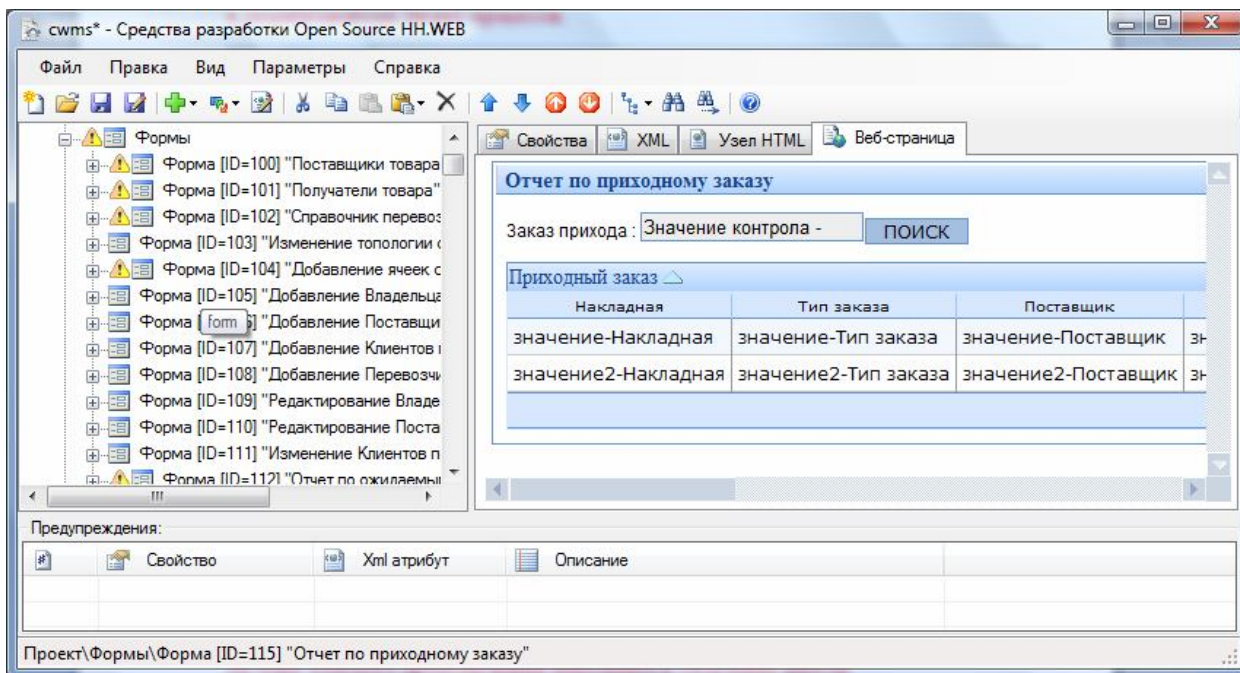 cwms* - Средства разработки Open Source HH.WEB
Файл Правка Вид Параметры Справка
Формы
Форма [ID=100] "Поставщики товара
Форма [ID=101] "Получатели товара"
Форма [ID=102] "Справочник перевоз
Форма [ID=103] "Изменение топологии
Форма [ID=104] "Добавление ячеек с
Форма [ID=105] "Добавление Владельца
Форма form "Добавление Поставщи
Форма [ID=107] "Добавление Клиентов
Форма [ID=108] "Добавление Перевозч
Форма [ID=109] "Редактирование Владе
Форма [ID=110] "Редактирование Поста
Форма [ID=111] "Изменение Клиентов п
Форма [ID=112] "Отчет по ожидаемы
Свойства XML Узел HTML Веб-страница
Отчет по приходному заказу
Заказ прихода : Значение контрола - ПОИСК
Приходный заказ
Накладная Тип заказа Поставщик
значение-Накладная значение-Тип заказа значение-Поставщик зн
значение2-Накладная значение2-Тип заказа значение2-Поставщик зн
Предупреждения:
# Свойство Xml атрибут Описание
Проект\Формы\Форма [ID=115] "Отчет по приходному заказу"